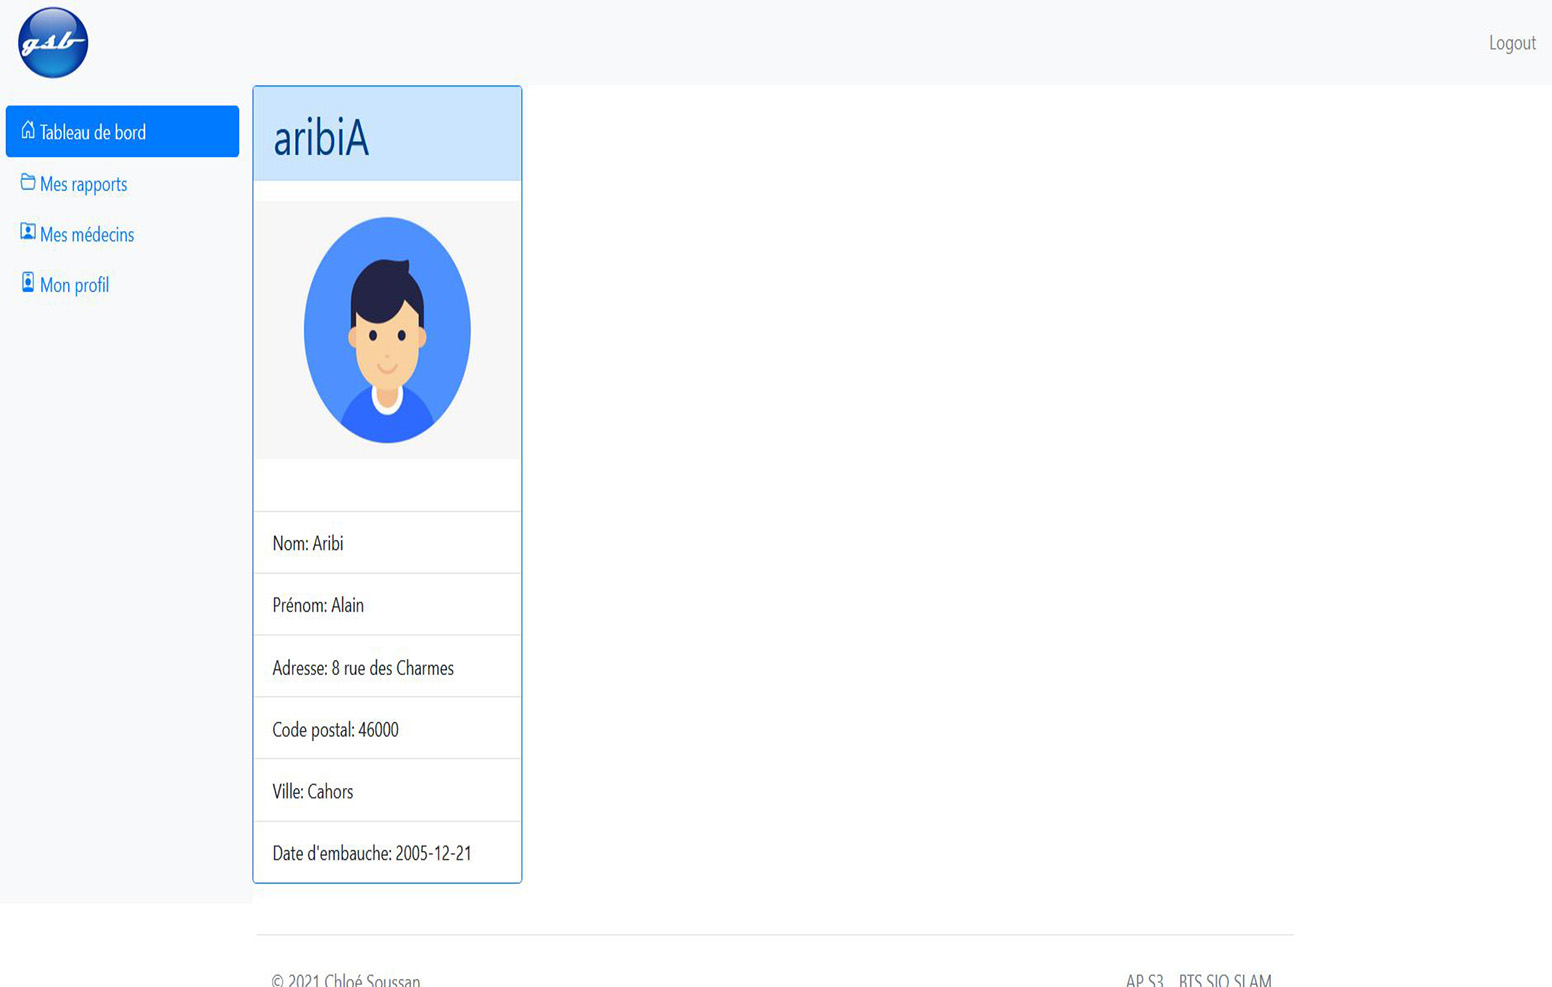 gsb
Logout
Tableau de bord
Mes rapports
Mes médecins
Mon profil
aribiA
Nom: Aribi
Prénom: Alain
Adresse: 8 rue des Charmes
Code postal: 46000
Ville: Cahors
Date d'embauche: 2005-12-21
© 2021 Chloé Soussan
AP S3 BTS SIO SLAM